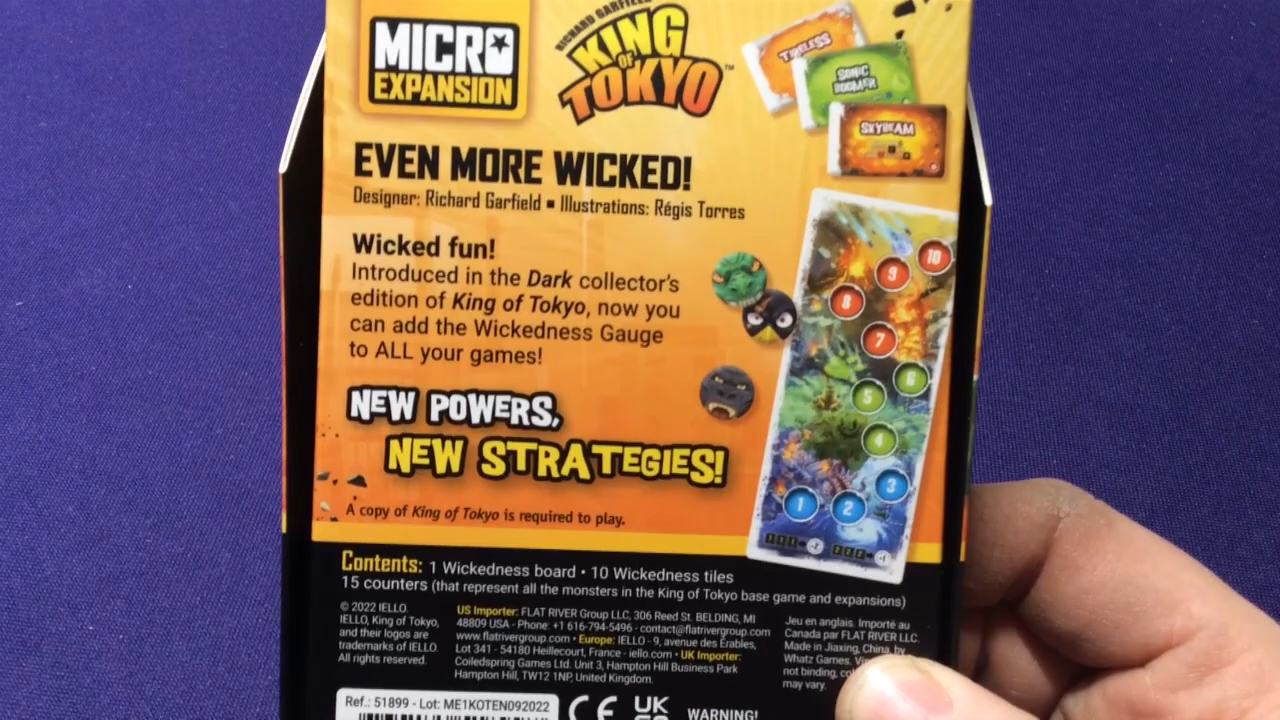 MICRO
EXPANSION
RICHARD GARFIELD
KING
OF
TOKYO™
TIRELESS
SONIC
BOOMER
SKYBEAM
EVEN MORE WICKED!
Designer: Richard Garfield ▪ Illustrations: Régis Torres
Wicked fun!
Introduced in the Dark collector's
edition of King of Tokyo, now you
can add the Wickedness Gauge
to ALL your games!
NEW POWERS,
NEW STRATEGIES!
A copy of King of Tokyo is required to play.
10
9
8
7
6
5
4
3
2
1
Contents: 1 Wickedness board • 10 Wickedness tiles
15 counters (that represent all the monsters in the King of Tokyo base game and expansions)
© 2022 IELLO.
IELLO, King of Tokyo,
and their logos are
trademarks of IELLO.
All rights reserved.
US Importer: FLAT RIVER Group LLC, 306 Reed St. BELDING, MI
48809 USA - Phone: +1 616-794-5496 - contact@flatrivergroup.com
www.flatrivergroup.com • Europe: IELLO - 9, avenue des Érables,
Lot 341 - 54180 Heillecourt, France - iello.com • UK Importer:
Coiledspring Games Ltd. Unit 3, Hampton Hill Business Park
Hampton Hill, TW12 1NP, United Kingdom.
Jeu en anglais. Importé au
Canada par FLAT RIVER LLC.
Made in Jiaxing, China, by
Whatz Games.
not binding,
may vary.
Ref.: 51899 - Lot: ME1KOTEN092022
CE
UK
WARNING!